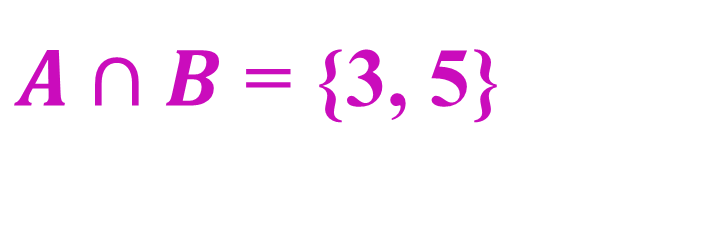 A ∩ B = {3, 5}